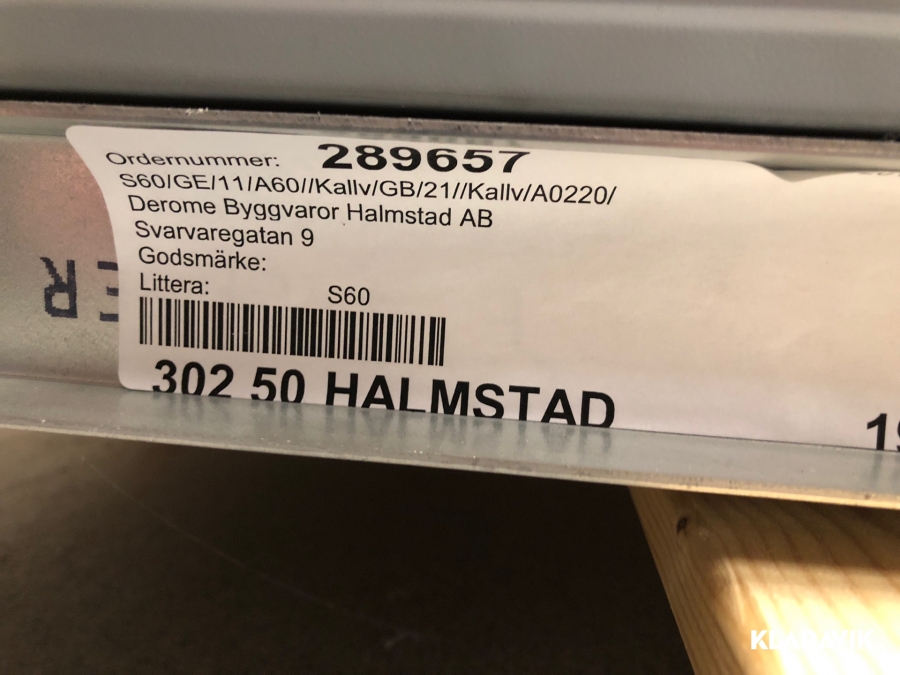 Ordernummer: 289657
S60/GE/11/A60//Kallv/GB/21//Kallv/A0220/
Derome Byggvaror Halmstad AB
Svarvaregatan 9
Godsmärke:
Littera: S60
302 50 HALMSTAD
KLARAVIK